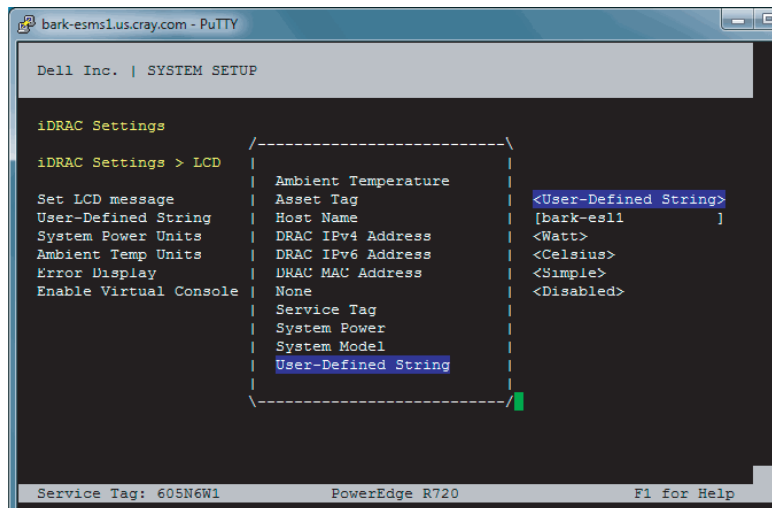 bark-esms1.us.cray.com - PuTTY
Dell Inc. | SYSTEM SETUP
iDRAC Settings
/---------------------------\
iDRAC Settings > LCD | |
| Ambient Temperature |
Set LCD message | Asset Tag | <User-Defined String>
User-Defined String | Host Name | [bark-esl1 ]
System Power Units | DRAC IPv4 Address | <Watt>
Ambient Temp Units | DRAC IPv6 Address | <Celsius>
Error Display | DRAC MAC Address | <Simple>
Enable Virtual Console | None | <Disabled>
| Service Tag |
| System Power |
| System Model |
| User-Defined String |
| |
\---------------------------/
Service Tag: 605N6W1 PowerEdge R720 F1 for Help